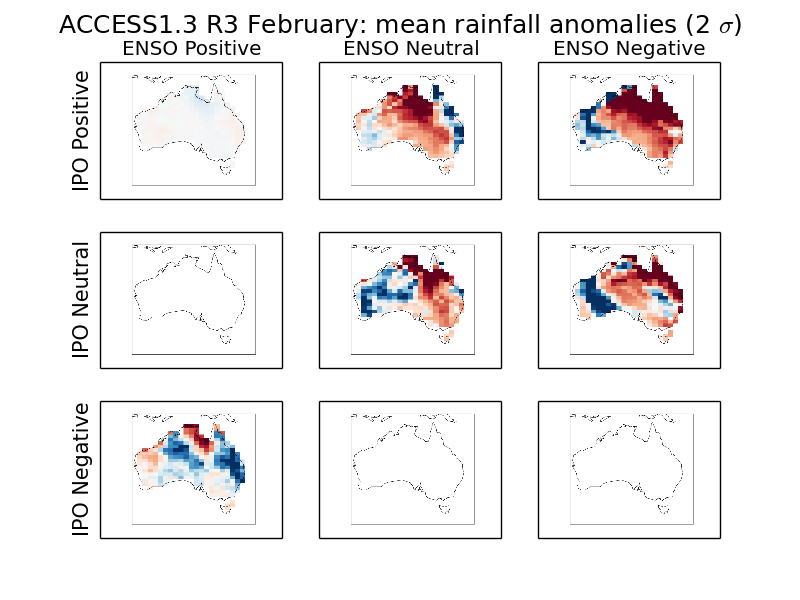 ACCESS1.3 R3 February: mean rainfall anomalies (2 σ)
ENSO Positive ENSO Neutral ENSO Negative
IPO Positive
IPO Neutral
IPO Negative